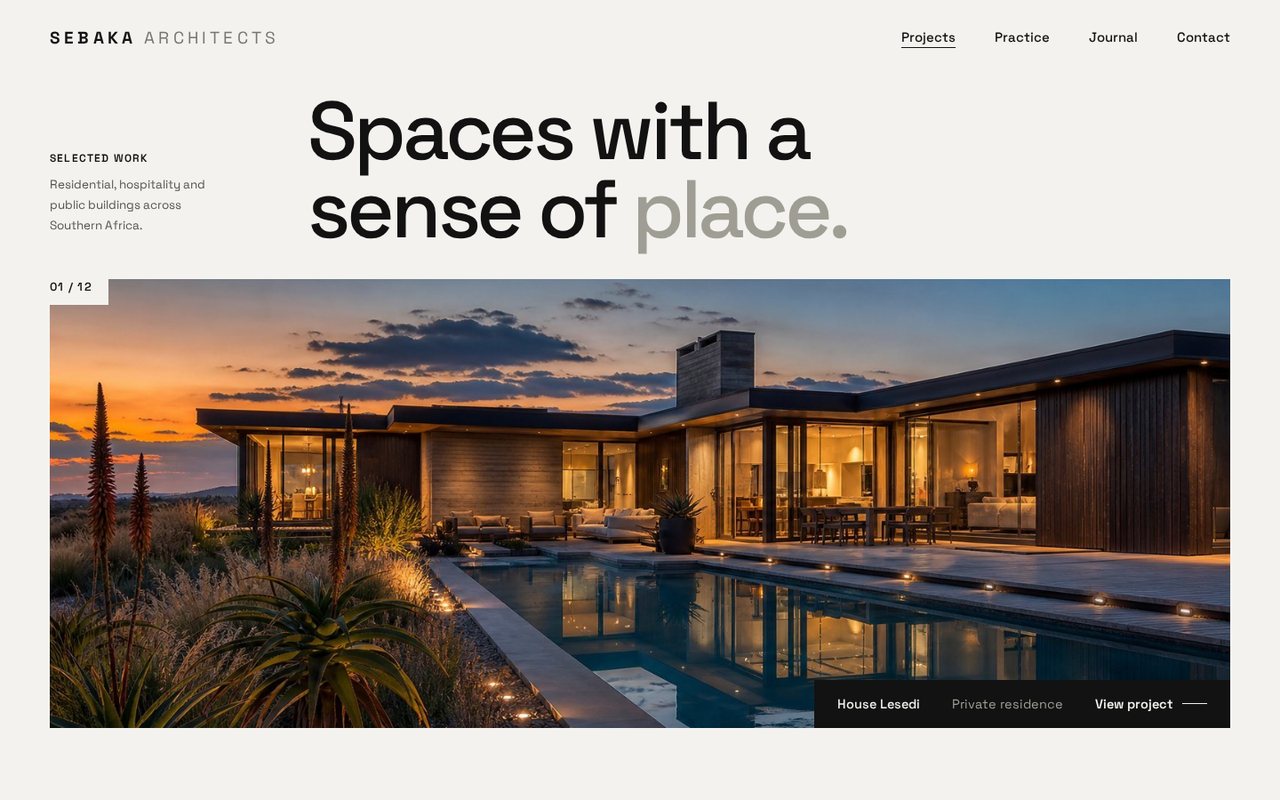 SEBAKA ARCHITECTS
Projects
Practice
Journal
Contact
SELECTED WORK
Residential, hospitality and
public buildings across
Southern Africa.
Spaces with a
sense of place.
01 / 12
House Lesedi
Private residence
View project